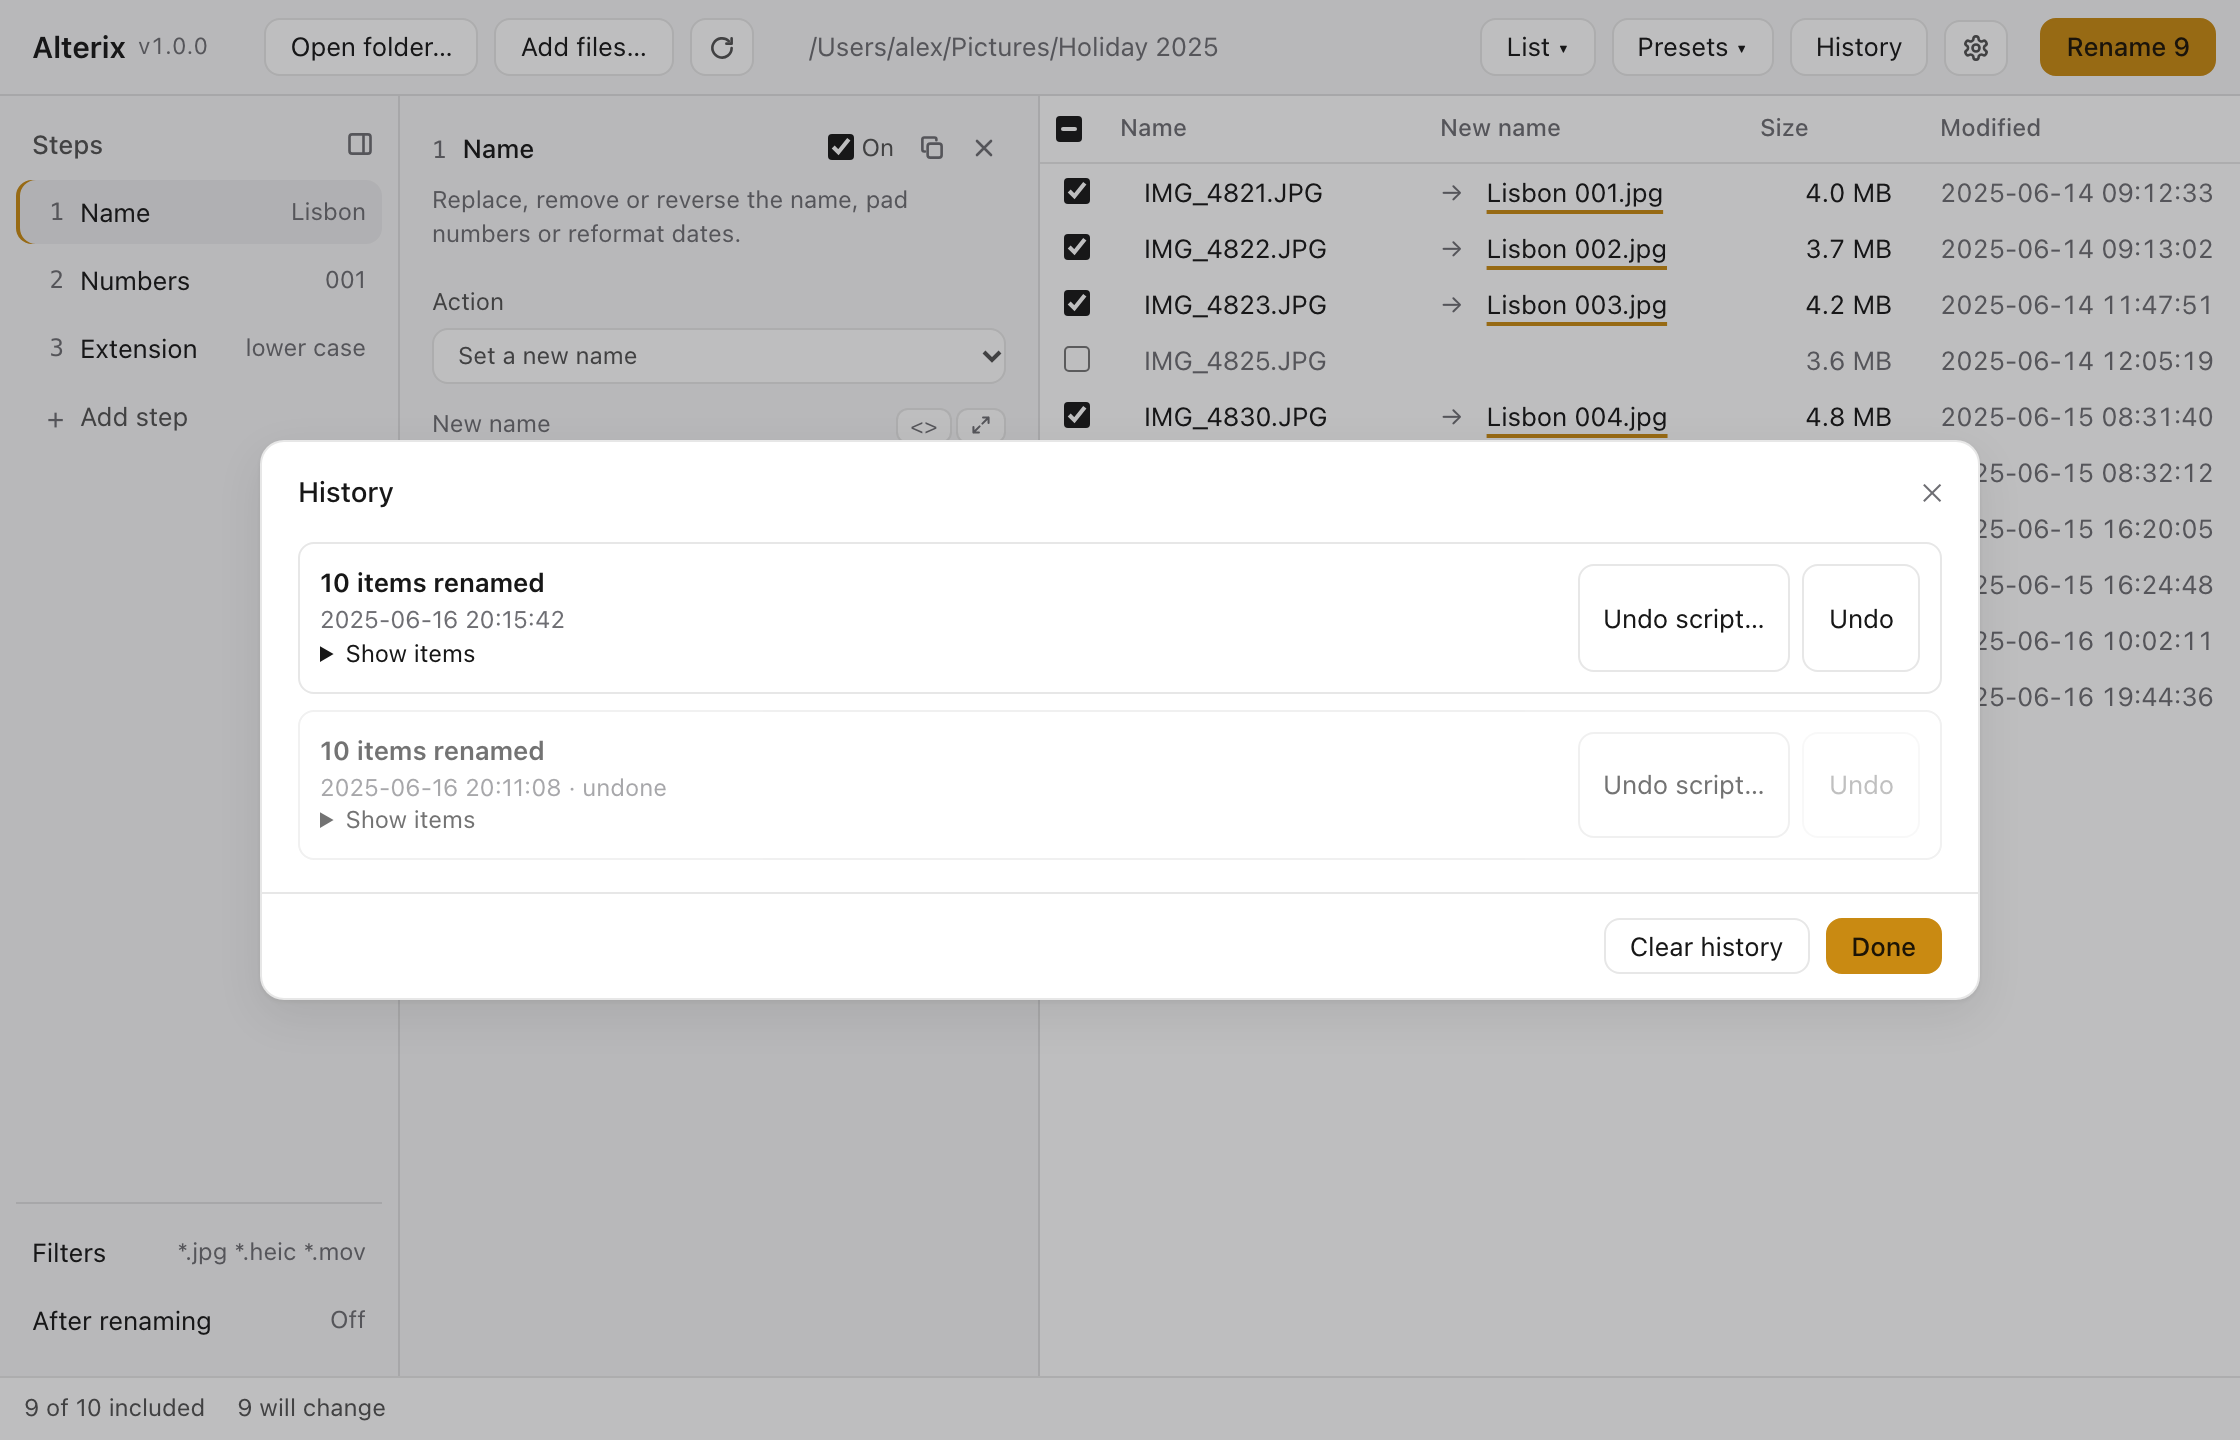 Alterix v1.0.0 Open folder... Add files... /Users/alex/Pictures/Holiday 2025 List ▾ Presets ▾ History Rename 9
Steps
1 Name Lisbon
2 Numbers 001
3 Extension lower case
+ Add step
1 Name On
Replace, remove or reverse the name, pad
numbers or reformat dates.
Action
Set a new name
New name <>
Name New name Size Modified
IMG_4821.JPG → Lisbon 001.jpg 4.0 MB 2025-06-14 09:12:33
IMG_4822.JPG → Lisbon 002.jpg 3.7 MB 2025-06-14 09:13:02
IMG_4823.JPG → Lisbon 003.jpg 4.2 MB 2025-06-14 11:47:51
IMG_4825.JPG 3.6 MB 2025-06-14 12:05:19
IMG_4830.JPG → Lisbon 004.jpg 4.8 MB 2025-06-15 08:31:40
25-06-15 08:32:12
25-06-15 16:20:05
25-06-15 16:24:48
25-06-16 10:02:11
25-06-16 19:44:36
History
10 items renamed
2025-06-16 20:15:42
Show items
Undo script... Undo
10 items renamed
2025-06-16 20:11:08 · undone
Show items
Undo script... Undo
Clear history Done
Filters *.jpg *.heic *.mov
After renaming Off
9 of 10 included 9 will change